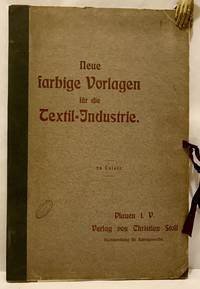 Neue
farbige Vorlagen
für die
Textil-Industrie.
Plauen i. V.
Verlag von Christian Stoll